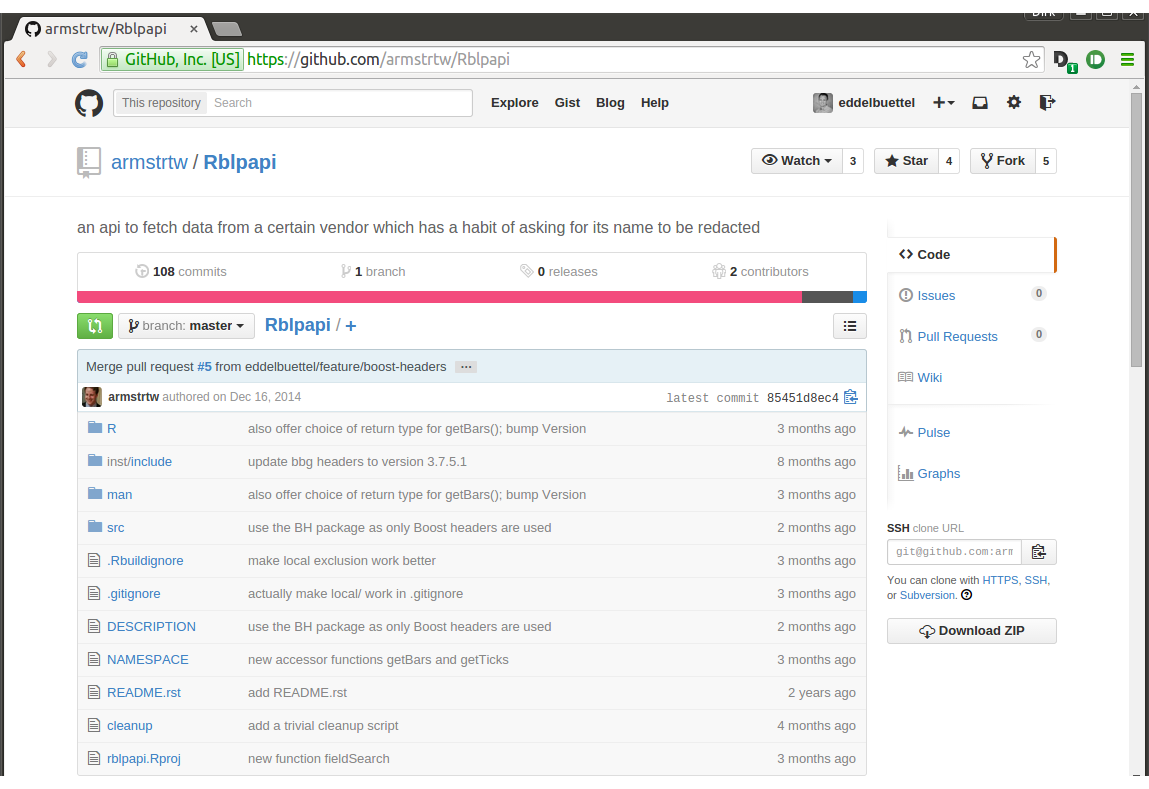 armstrtw/Rblpapi ×
GitHub, Inc. [US] https://github.com/armstrtw/Rblpapi
This repository Search Explore Gist Blog Help eddelbuettel
armstrtw / Rblpapi Watch 3 Star 4 Fork 5
an api to fetch data from a certain vendor which has a habit of asking for its name to be redacted
108 commits 1 branch 0 releases 2 contributors
branch: master Rblpapi / +
Merge pull request #5 from eddelbuettel/feature/boost-headers ...
armstrtw authored on Dec 16, 2014 latest commit 85451d8ec4
R also offer choice of return type for getBars(); bump Version 3 months ago
inst/include update bbg headers to version 3.7.5.1 8 months ago
man also offer choice of return type for getBars(); bump Version 3 months ago
src use the BH package as only Boost headers are used 2 months ago
.Rbuildignore make local exclusion work better 3 months ago
.gitignore actually make local/ work in .gitignore 3 months ago
DESCRIPTION use the BH package as only Boost headers are used 2 months ago
NAMESPACE new accessor functions getBars and getTicks 3 months ago
README.rst add README.rst 2 years ago
cleanup add a trivial cleanup script 4 months ago
rblpapi.Rproj new function fieldSearch 3 months ago
Code
Issues 0
Pull Requests 0
Wiki
Pulse
Graphs
SSH clone URL
git@github.com:arm
You can clone with HTTPS, SSH,
or Subversion.
Download ZIP